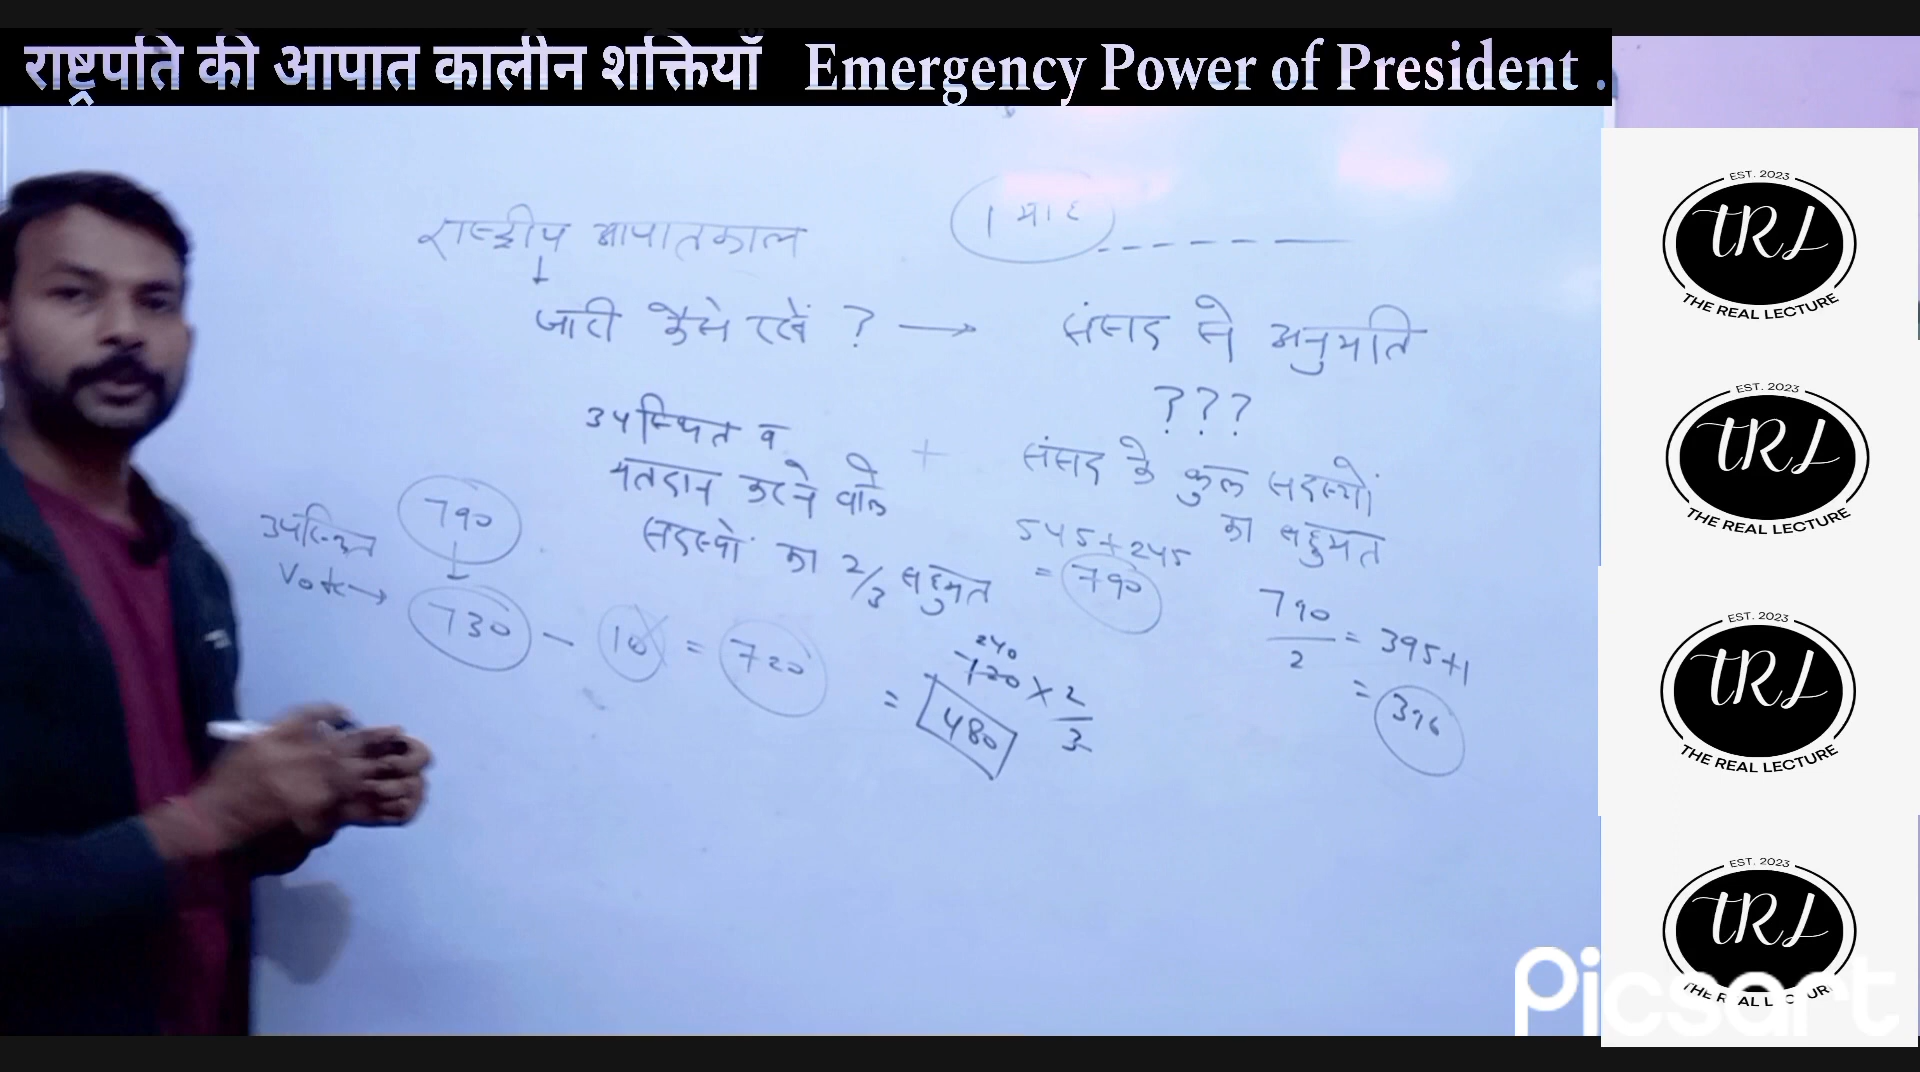 राष्ट्रपति की आपात कालीन शक्तियाँ Emergency Power of President .
राष्ट्रीय आपातकाल
1 माह
जारी कैसे रखें ? → संसद से अनुमति
???
उपस्थित व
मतदान करने वाले
सदस्यों का 2/3 बहुमत
+
संसद के कुल सदस्यों
का बहुमत
545+245
= 790
790/2 = 395+1
= 396
790
उपस्थित
Vote →
730 - 10 = 720
240
720 × 2/3
= 480
EST. 2023
TRL
THE REAL LECTURE
EST. 2023
TRL
THE REAL LECTURE
EST. 2023
TRL
THE REAL LECTURE
EST. 2023
TRL
THE REAL LECTURE
Picsart